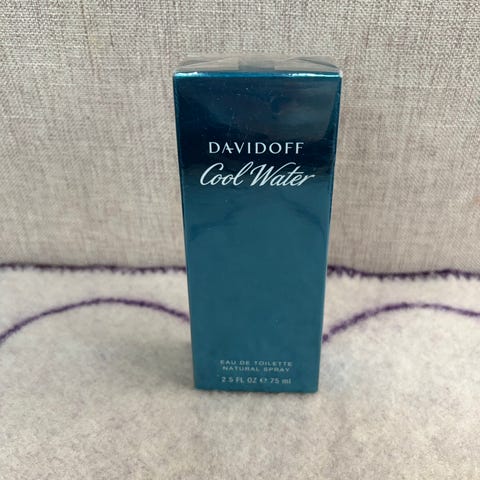 DAVIDOFF
Cool Water
EAU DE TOILETTE
NATURAL SPRAY
2.5 FL OZ ℮ 75 ml